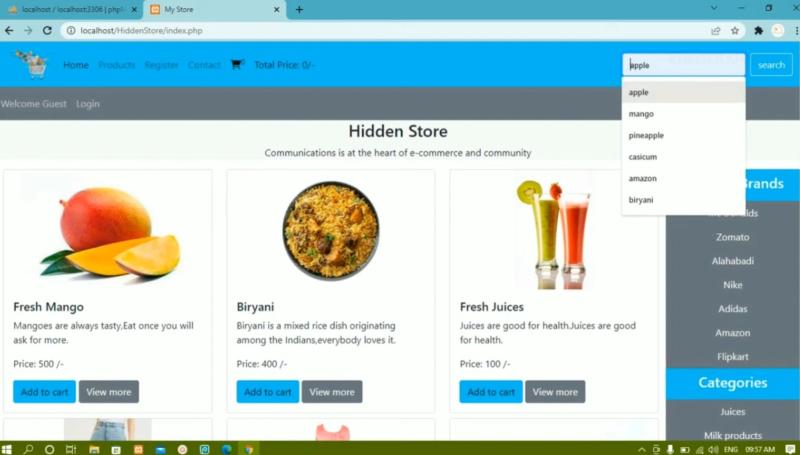 localhost / localhost:3306 | php
My Store
localhost/HiddenStore/index.php
Home Products Register Contact Total Price: 0/-
apple
search
apple
mango
pineapple
casicum
amazon
biryani
Welcome Guest Login
Hidden Store
Communications is at the heart of e-commerce and community
Fresh Mango
Mangoes are always tasty,Eat once you will
ask for more.
Price: 500 /-
Add to cart View more
Biryani
Biryani is a mixed rice dish originating
among the Indians,everybody loves it.
Price: 400 /-
Add to cart View more
Fresh Juices
Juices are good for health.Juices are good
for health.
Price: 100 /-
Add to cart View more
Brands
Zomato
Alahabadi
Nike
Adidas
Amazon
Flipkart
Categories
Juices
Milk products
ENG 09:57 AM